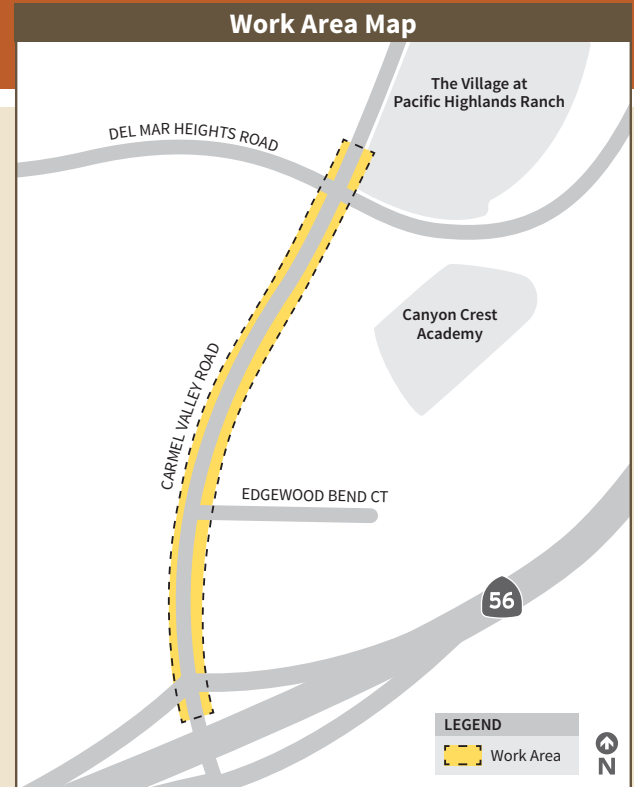 Work Area Map
The Village at
Pacific Highlands Ranch
DEL MAR HEIGHTS ROAD
Canyon Crest
Academy
CARMEL VALLEY ROAD
EDGEWOOD BEND CT
56
LEGEND
Work Area
N